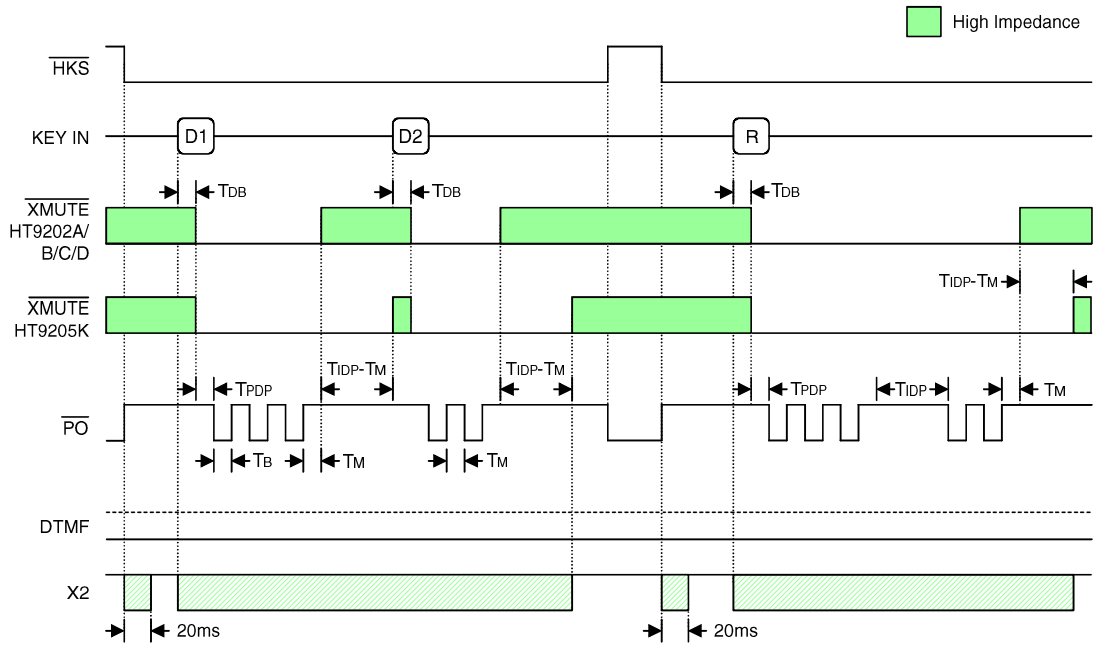 High Impedance
HKS
KEY IN D1 D2 R
TDB TDB TDB
XMUTE
HT9202A/
B/C/D
TIDP-TM
XMUTE
HT9205K
TIDP-TM TIDP-TM
TPDP TPDP TIDP TM
PO
TB TM TM
DTMF
X2
20ms 20ms